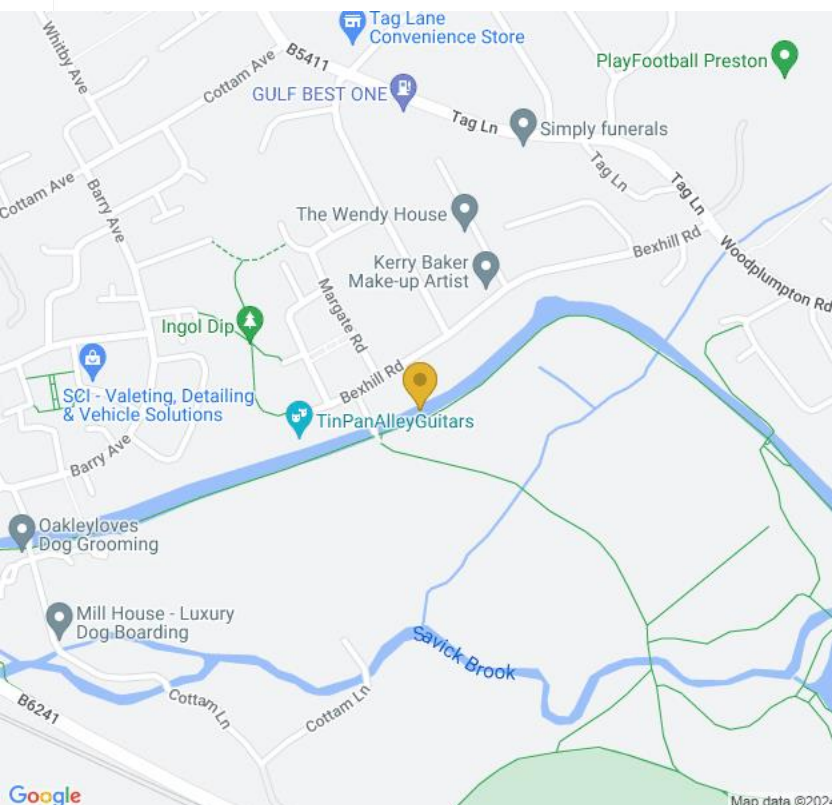 Tag Lane
Convenience Store
Whitby Ave
B5411
Cottam Ave
PlayFootball Preston
GULF BEST ONE
Tag Ln
Simply funerals
Tag Ln
Tag Ln
Cottam Ave
Barry Ave
The Wendy House
Bexhill Rd
Woodplumpton Rd
Kerry Baker
Make-up Artist
Margate Rd
Ingol Dip
Bexhill Rd
SCI - Valeting, Detailing
& Vehicle Solutions
TinPanAlleyGuitars
Barry Ave
Oakleyloves
Dog Grooming
Mill House - Luxury
Dog Boarding
Savick Brook
Cottam Ln
Cottam Ln
B6241
Google
Map data ©2024